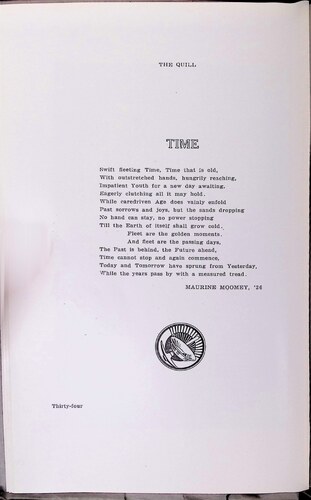 THE QUILL
TIME
Swift fleeting Time, Time that is old,
With outstretched hands, hungrily reaching,
Impatient Youth for a new day awaiting,
Eagerly clutching all it may hold.
While caredriven Age does vainly enfold
Past sorrows and joys, but the sands dropping
No hand can stay, no power stopping
Till the Earth of itself shall grow cold.
Fleet are the golden moments,
And fleet are the passing days,
The Past is behind, the Future ahead,
Time cannot stop and again commence,
Today and Tomorrow have sprung from Yesterday,
While the years pass by with a measured tread.
MAURINE MOOMEY, '26
Thirty-four